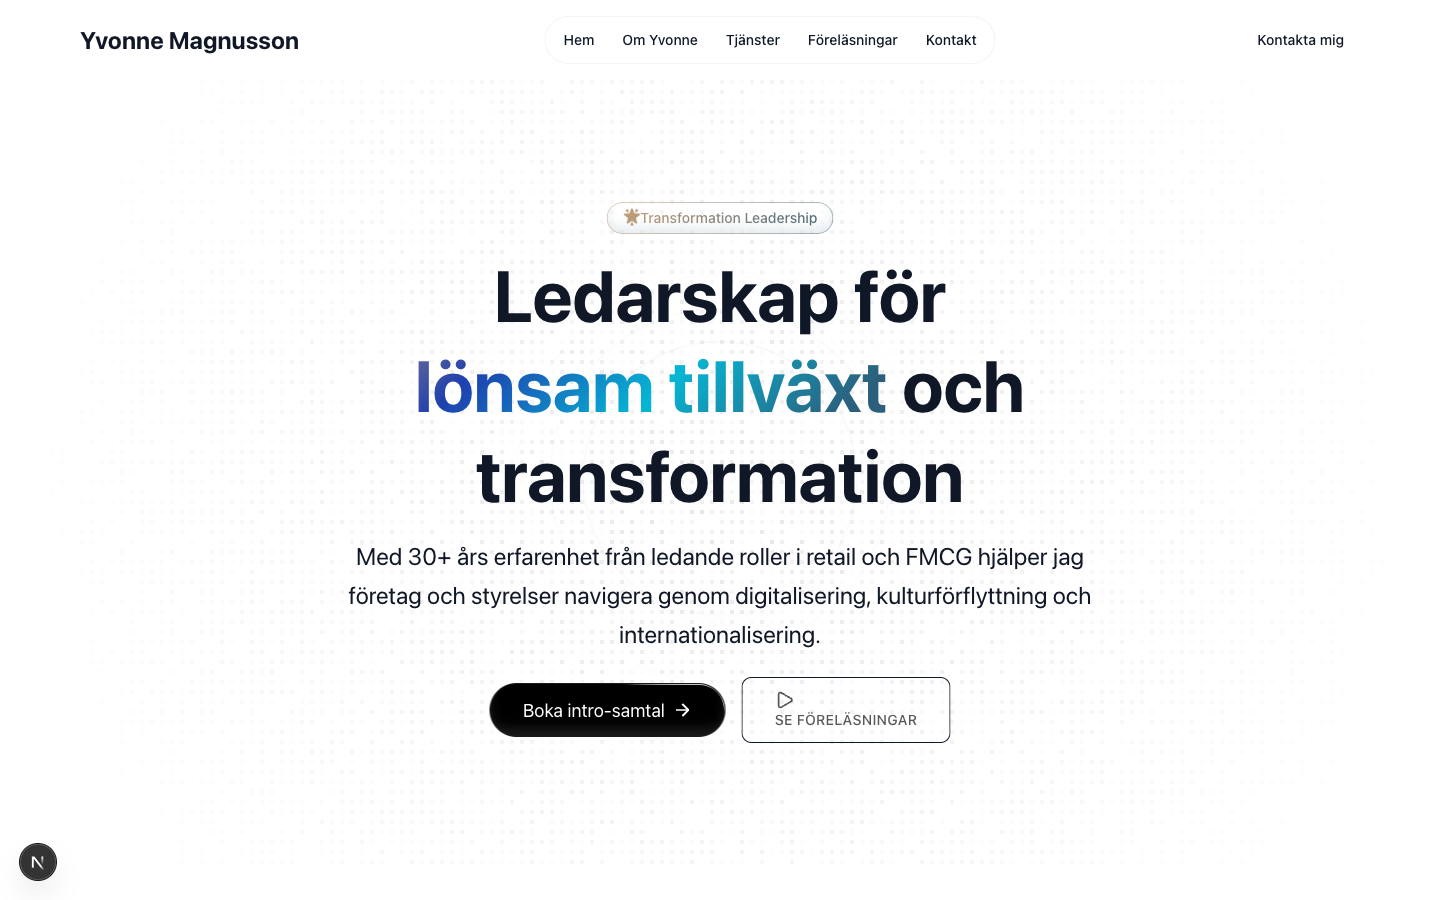 Yvonne Magnusson
Hem
Om Yvonne
Tjänster
Föreläsningar
Kontakt
Kontakta mig
Transformation Leadership
Ledarskap för
lönsam tillväxt och
transformation
Med 30+ års erfarenhet från ledande roller i retail och FMCG hjälper jag
företag och styrelser navigera genom digitalisering, kulturförflyttning och
internationalisering.
Boka intro-samtal →
SE FÖRELÄSNINGAR
N